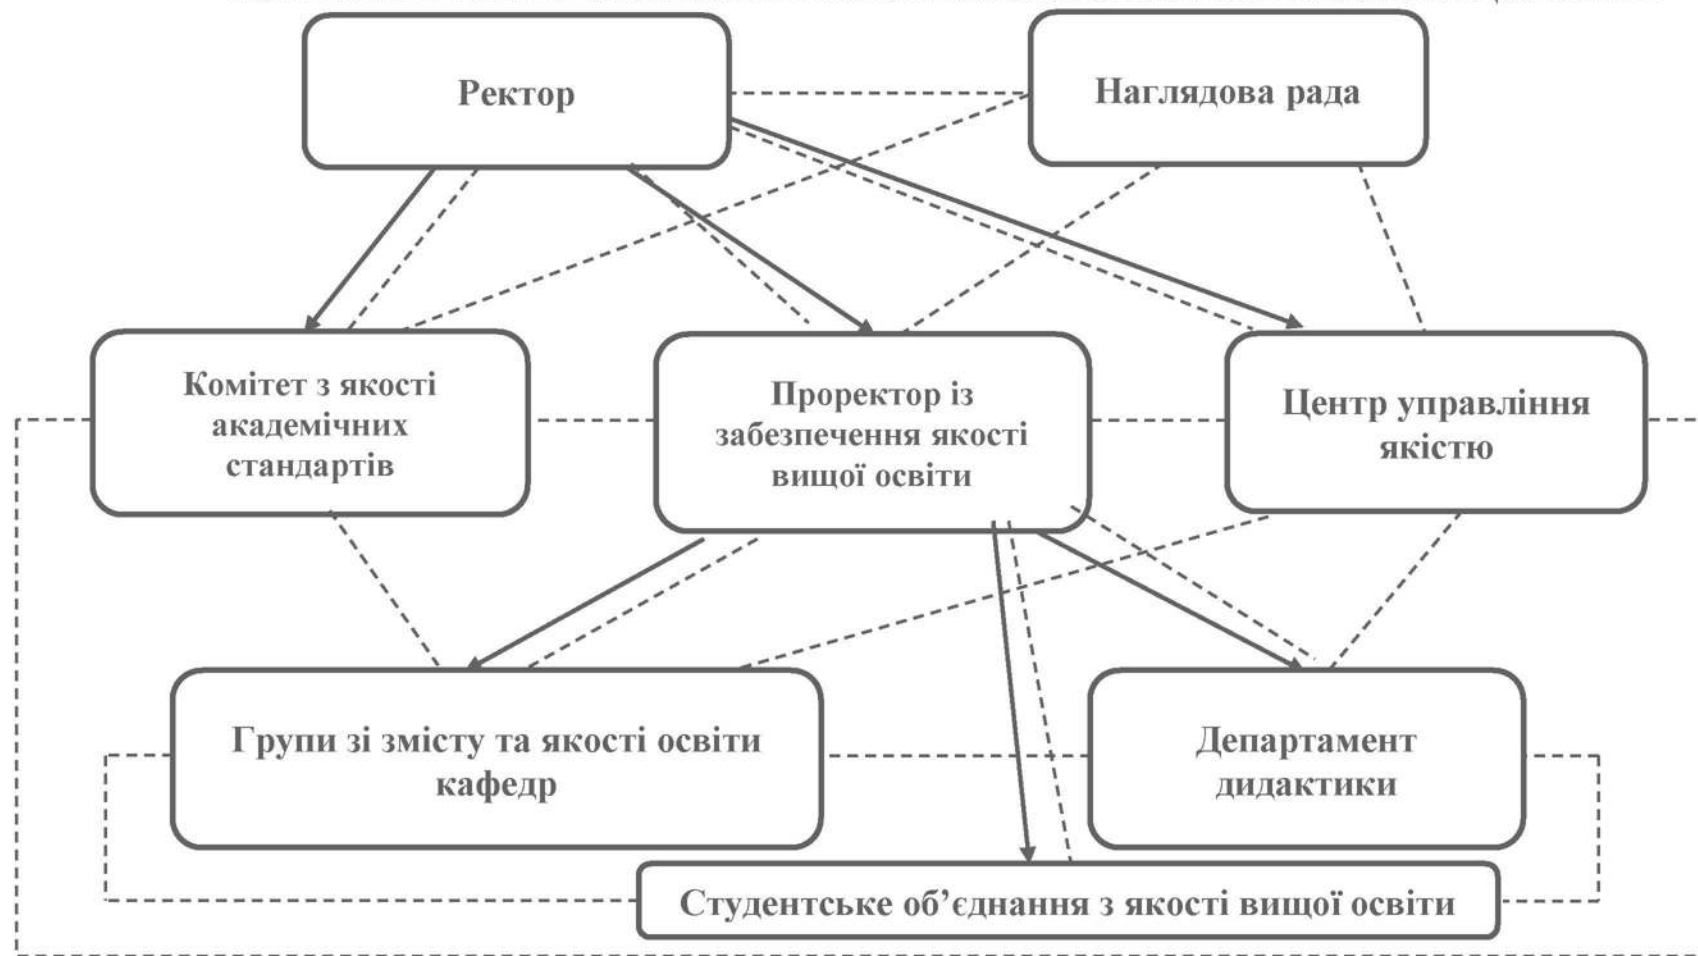 Ректор
Наглядова рада
Комітет з якості
академічних
стандартів
Проректор із
забезпечення якості
вищої освіти
Центр управління
якістю
Групи зі змісту та якості освіти
кафедр
Департамент
дидактики
Студентське об’єднання з якості вищої освіти